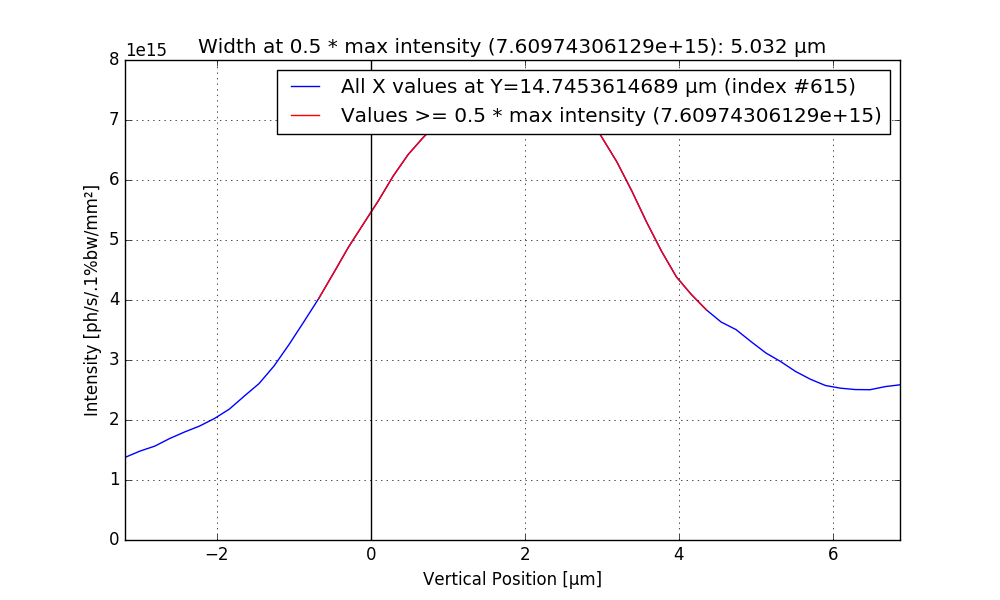 Width at 0.5 * max intensity (7.60974306129e+15): 5.032 µm
1e15
All X values at Y=14.7453614689 µm (index #615)
Values >= 0.5 * max intensity (7.60974306129e+15)
8
7
6
5
4
3
2
1
0
Intensity [ph/s/.1%bw/mm²]
−2 0 2 4 6
Vertical Position [µm]